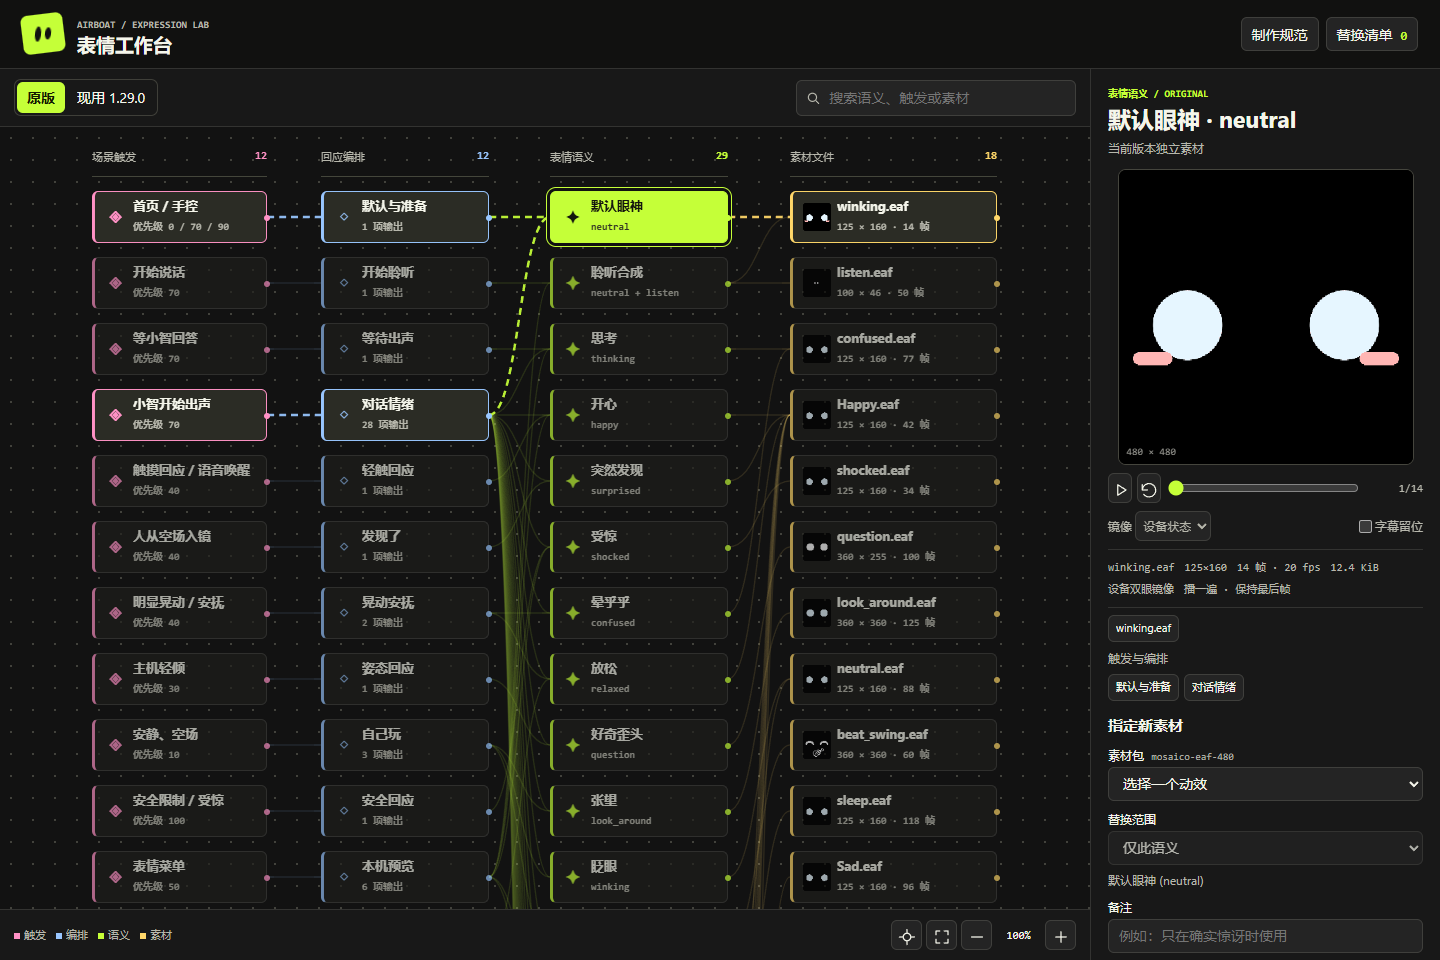 AIRBOAT / EXPRESSION LAB
表情工作台
制作规范
替换清单 0
原版
现用 1.29.0
搜索语义、触发或素材
场景触发 12
回应编排 12
表情语义 29
素材文件 18
首页 / 手控
优先级 0 / 70 / 90
默认与准备
1 项输出
默认眼神
neutral
winking.eaf
125 × 160 · 14 帧
开始说话
优先级 70
开始聆听
1 项输出
聆听合成
neutral + listen
listen.eaf
100 × 46 · 50 帧
等小智回答
优先级 70
等待出声
1 项输出
思考
thinking
confused.eaf
125 × 160 · 77 帧
小智开始出声
优先级 70
对话情绪
28 项输出
开心
happy
Happy.eaf
125 × 160 · 42 帧
触摸回应 / 语音唤醒
优先级 40
轻触回应
1 项输出
突然发现
surprised
shocked.eaf
125 × 160 · 34 帧
人从空场入镜
优先级 40
发现了
1 项输出
受惊
shocked
question.eaf
360 × 255 · 100 帧
明显晃动 / 安抚
优先级 40
晃动安抚
2 项输出
晕乎乎
confused
look_around.eaf
360 × 360 · 125 帧
主机轻倾
优先级 30
姿态回应
1 项输出
放松
relaxed
neutral.eaf
125 × 160 · 88 帧
安静、空场
优先级 10
自己玩
3 项输出
好奇歪头
question
beat_swing.eaf
360 × 360 · 60 帧
安全限制 / 受惊
优先级 100
安全回应
1 项输出
张望
look_around
sleep.eaf
125 × 160 · 118 帧
表情菜单
优先级 50
本机预览
6 项输出
眨眼
winking
Sad.eaf
125 × 160 · 96 帧
触发
编排
语义
素材
100%
表情语义 / ORIGINAL
默认眼神 · neutral
当前版本独立素材
480 × 480
1/14
镜像
设备状态
字幕留位
winking.eaf 125×160 14 帧 · 20 fps 12.4 KiB
设备双眼镜像 播一遍 · 保持最后帧
winking.eaf
触发与编排
默认与准备
对话情绪
指定新素材
素材包 mosaico-eaf-480
选择一个动效
替换范围
仅此语义
默认眼神 (neutral)
备注
例如：只在确实惊讶时使用